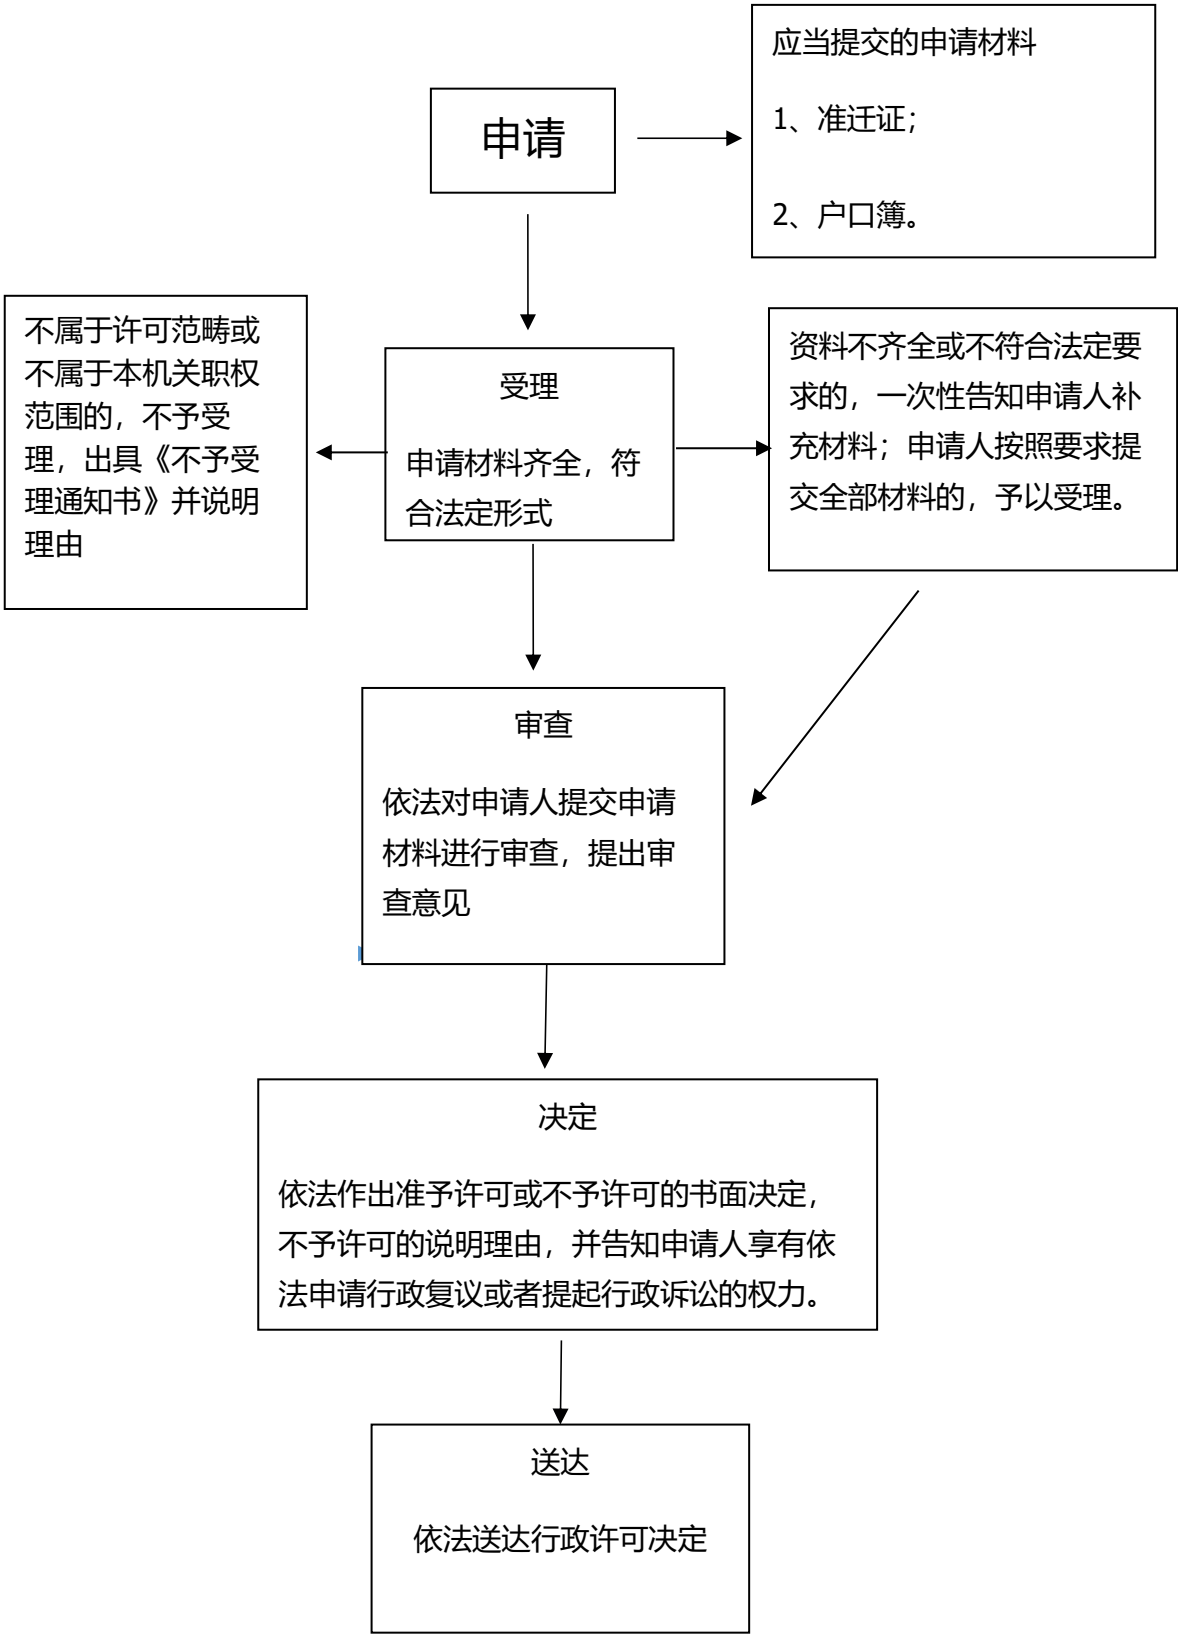 应当提交的申请材料
1、准迁证；
2、户口簿。
申请
不属于许可范畴或
不属于本机关职权
范围的，不予受
理，出具《不予受
理通知书》并说明
理由
受理
申请材料齐全，符
合法定形式
资料不齐全或不符合法定要
求的，一次性告知申请人补
充材料；申请人按照要求提
交全部材料的，予以受理。
审查
依法对申请人提交申请
材料进行审查，提出审
查意见
决定
依法作出准予许可或不予许可的书面决定，
不予许可的说明理由，并告知申请人享有依
法申请行政复议或者提起行政诉讼的权力。
送达
依法送达行政许可决定